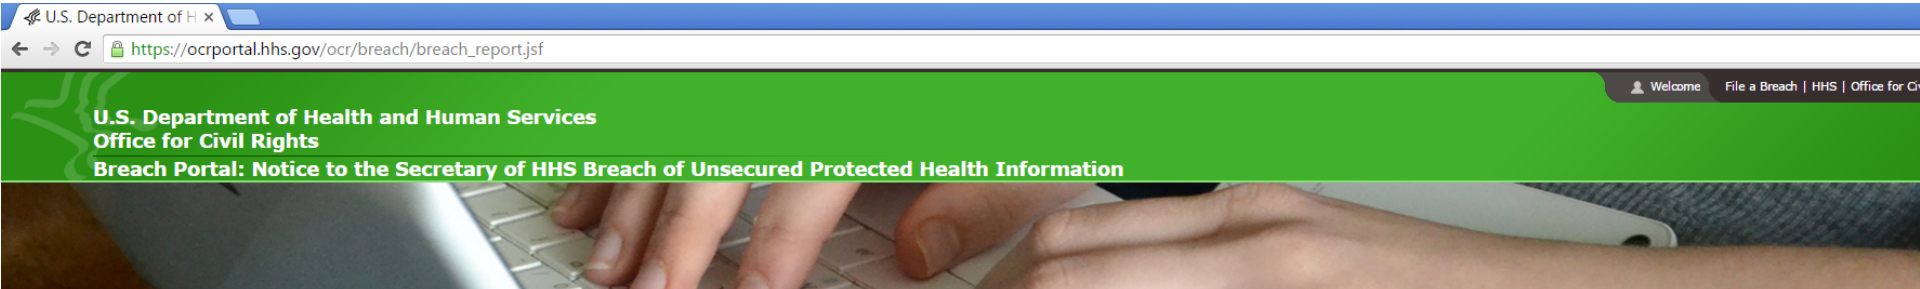 U.S. Department of H
https://ocrportal.hhs.gov/ocr/breach/breach_report.jsf
Welcome File a Breach | HHS | Office for
U.S. Department of Health and Human Services
Office for Civil Rights
Breach Portal: Notice to the Secretary of HHS Breach of Unsecured Protected Health Information